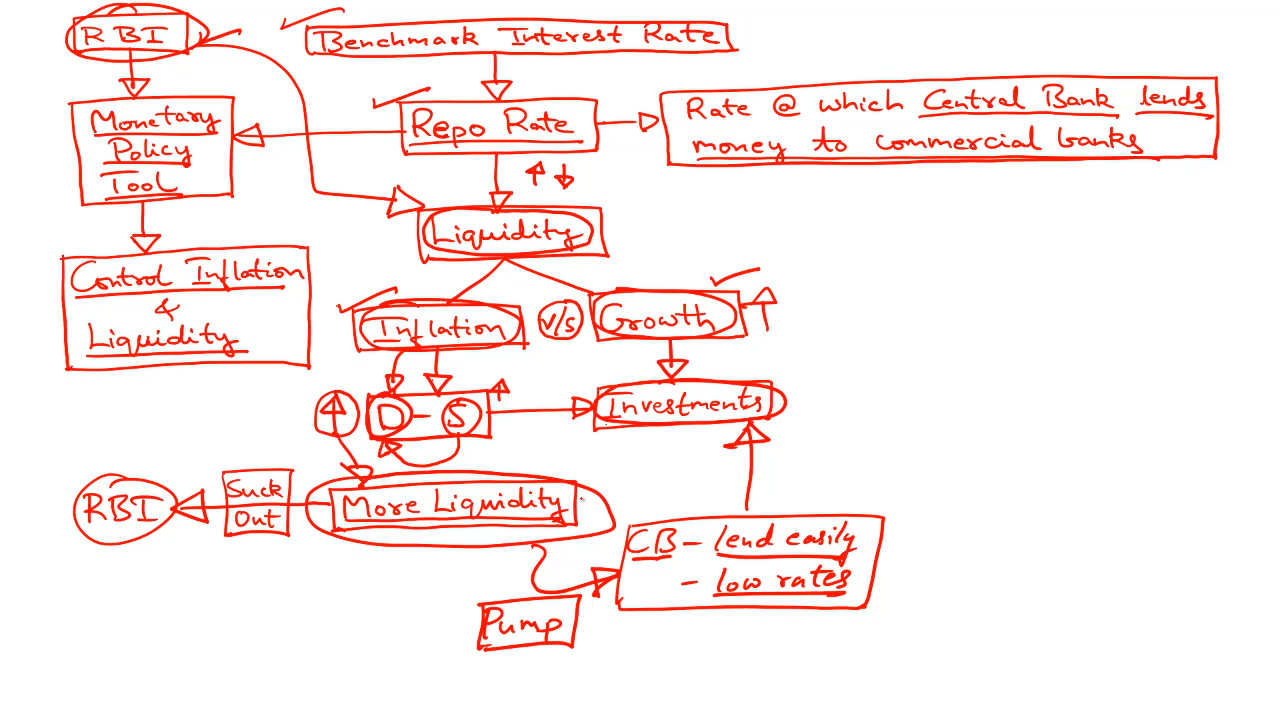 RBI
Benchmark Interest Rate
Monetary
Policy
Tool
Repo Rate
Rate @ which Central Bank lends
money to commercial banks
Liquidity
Control Inflation
&
Liquidity
Inflation
v/s
Growth
D - S
Investments
RBI
Suck
Out
More Liquidity
CB - lend easily
- low rates
Pump